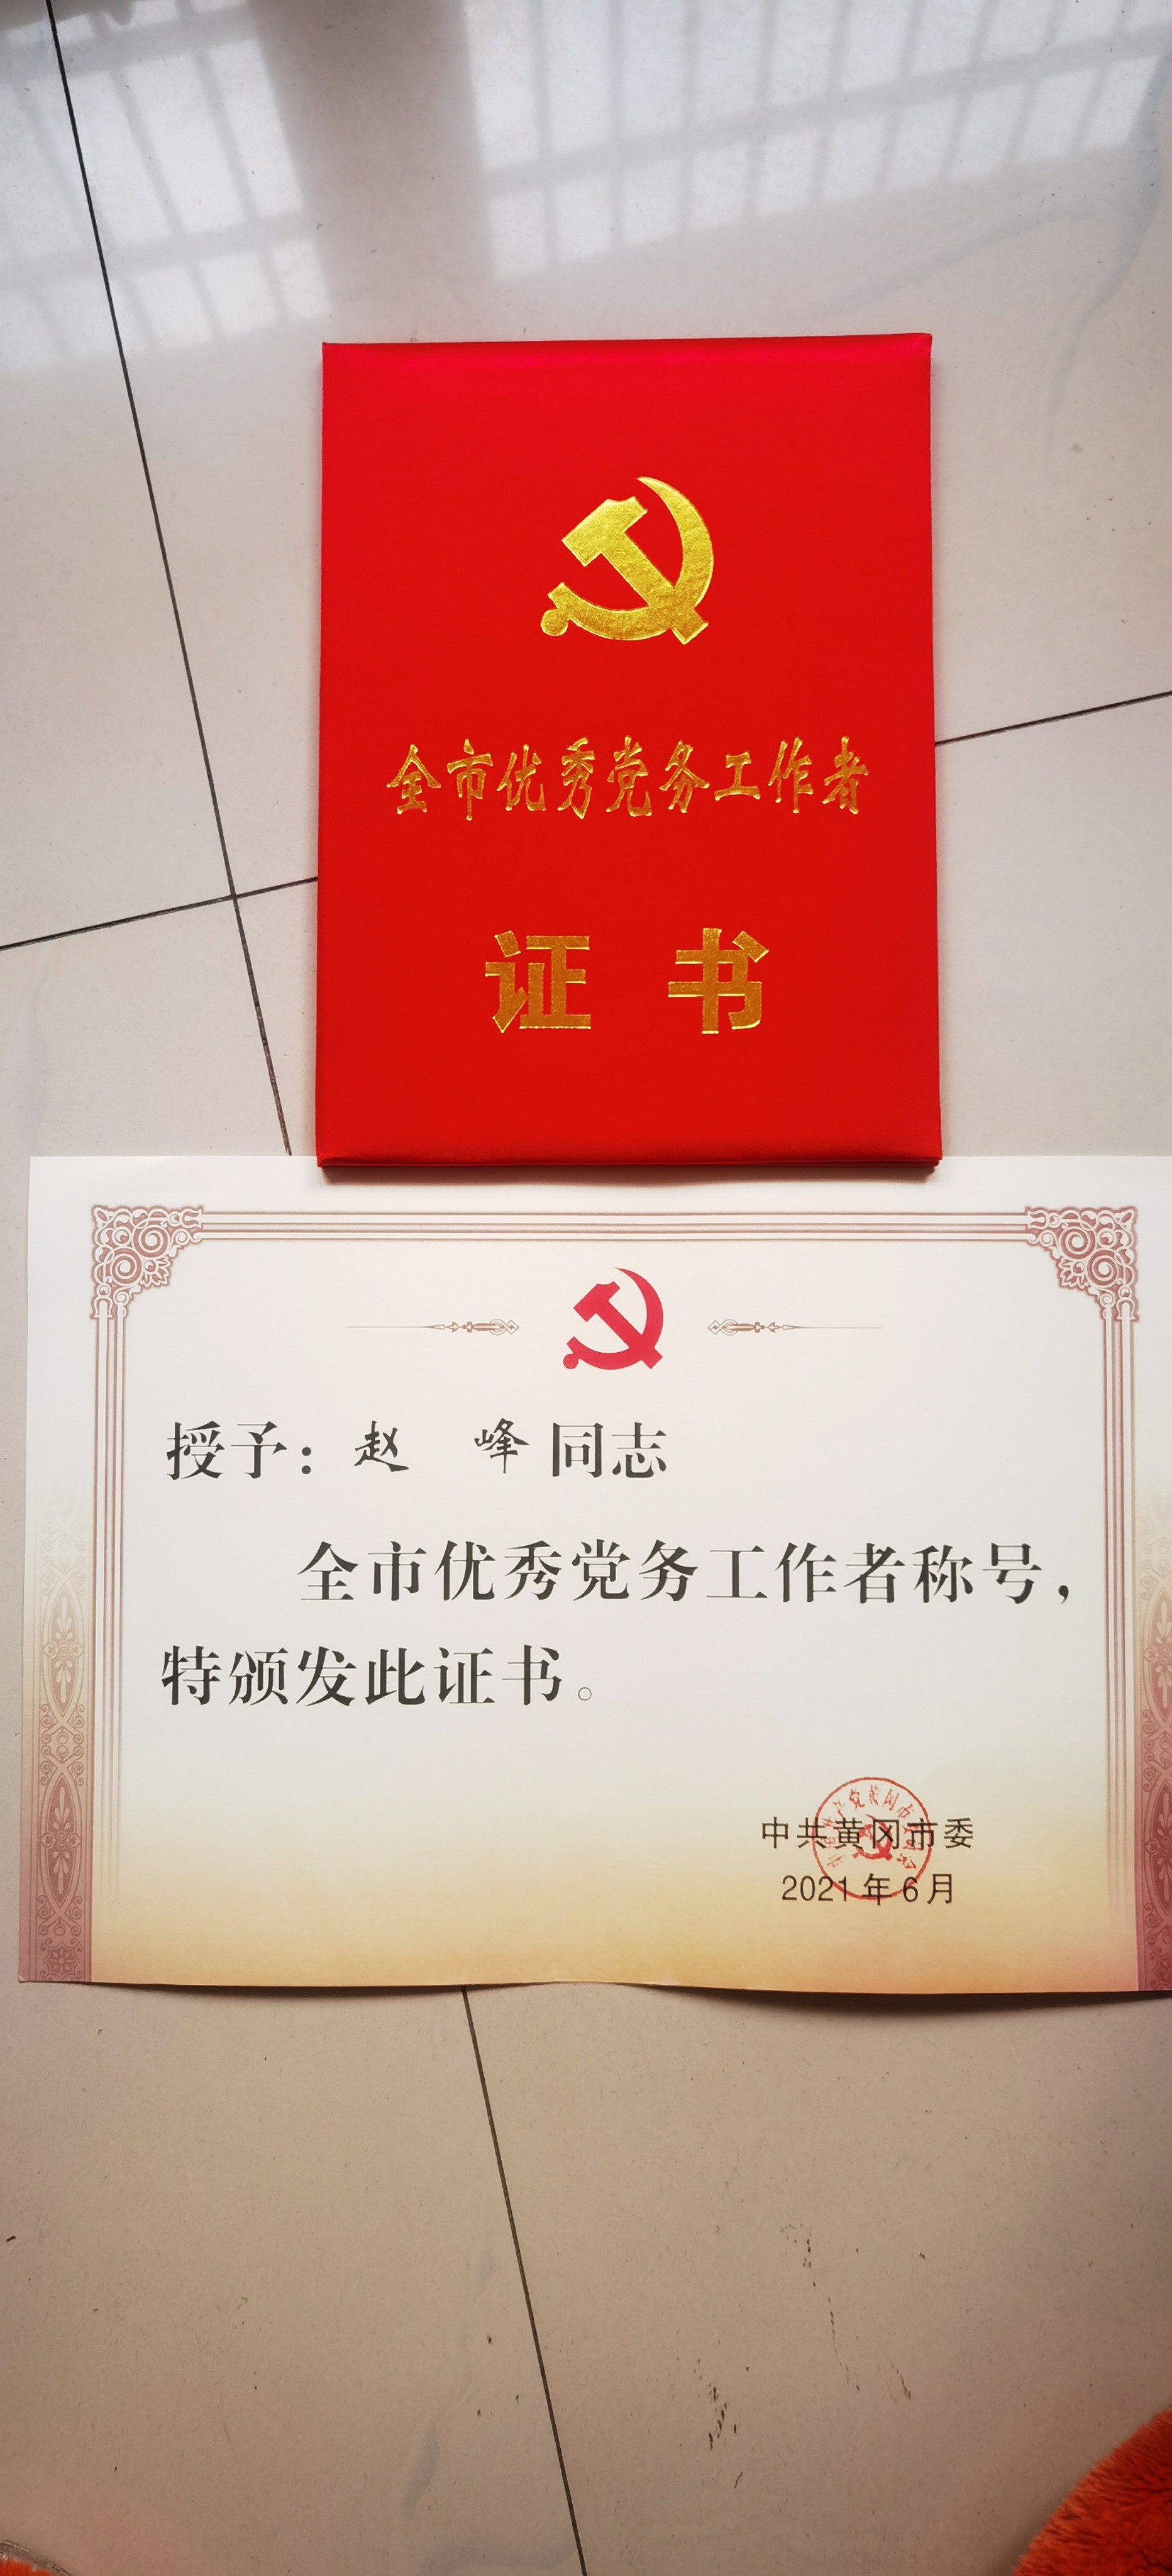 全市优秀党务工作者
证 书
授予：赵 峰 同志
全市优秀党务工作者称号，
特颁发此证书。
中共黄冈市委
2021年6月